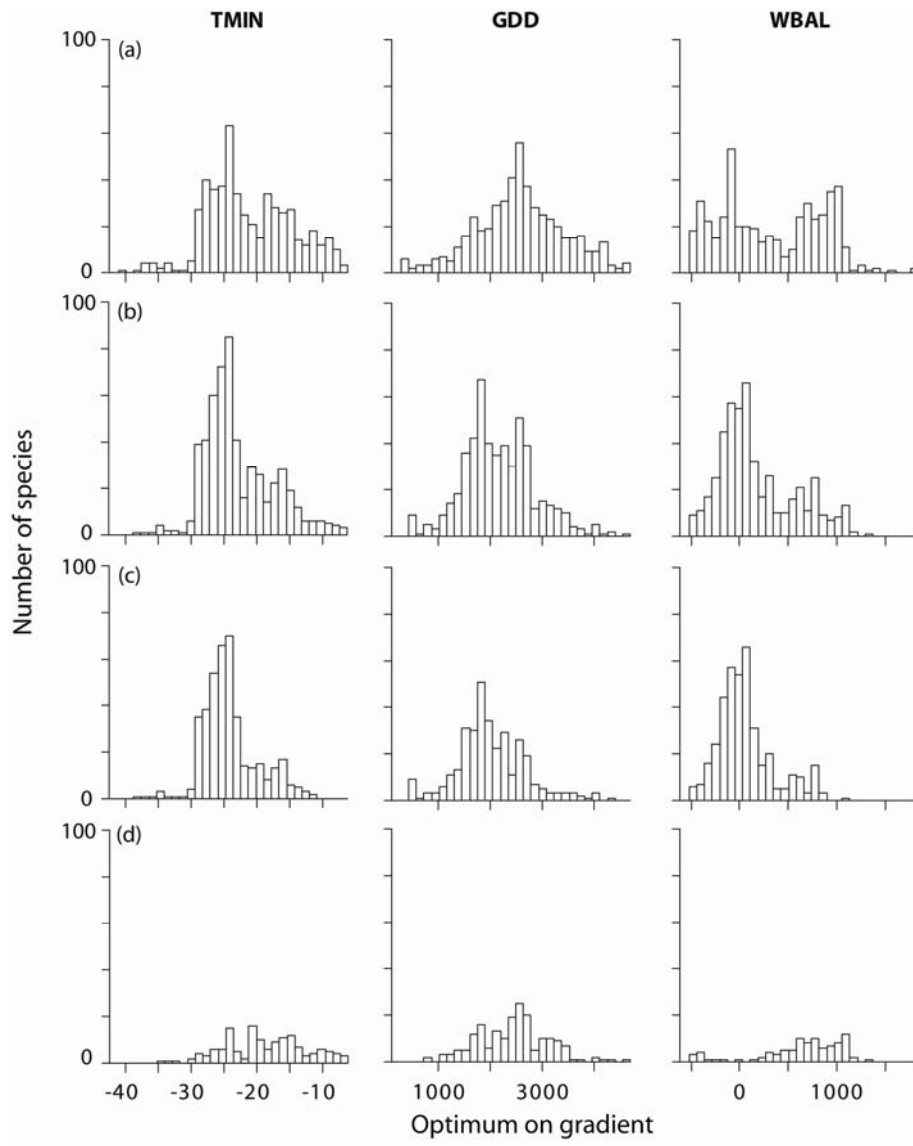 TMIN GDD WBAL
100 (a)
0
100 (b)
0
Number of species
100 (c)
0
100 (d)
0
-40 -30 -20 -10 1000 3000 0 1000
Optimum on gradient